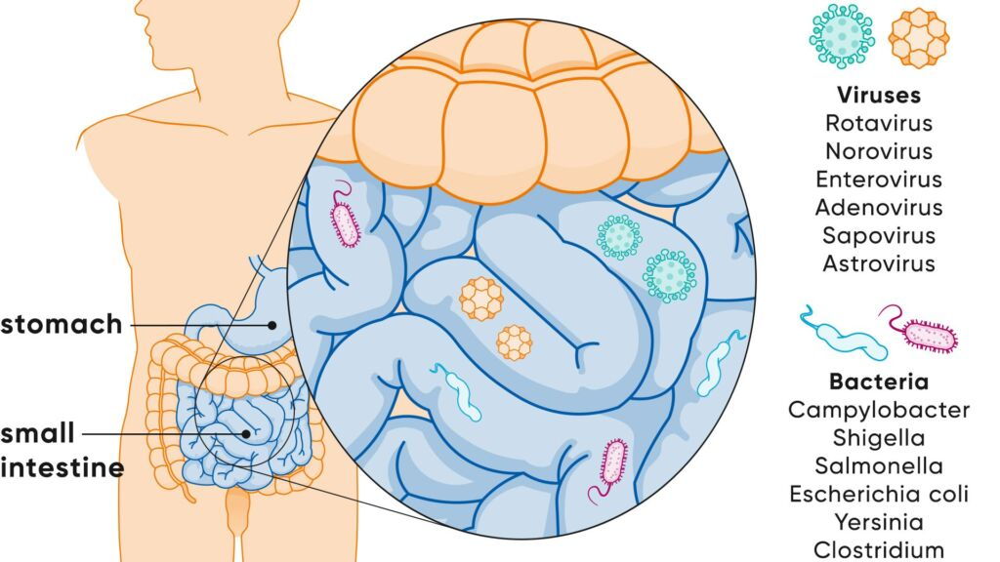 stomach
small
intestine
Viruses
Rotavirus
Norovirus
Enterovirus
Adenovirus
Sapovirus
Astrovirus
Bacteria
Campylobacter
Shigella
Salmonella
Escherichia coli
Yersinia
Clostridium